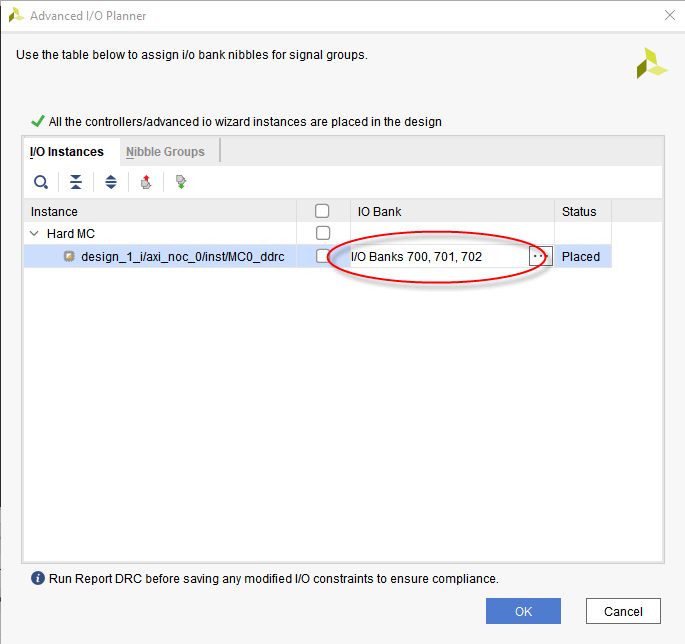 Advanced I/O Planner
Use the table below to assign i/o bank nibbles for signal groups.
All the controllers/advanced io wizard instances are placed in the design
I/O Instances
Nibble Groups
Instance
IO Bank
Status
Hard MC
design_1_i/axi_noc_0/inst/MC0_ddrc
I/O Banks 700, 701, 702
Placed
Run Report DRC before saving any modified I/O constraints to ensure compliance.
OK
Cancel